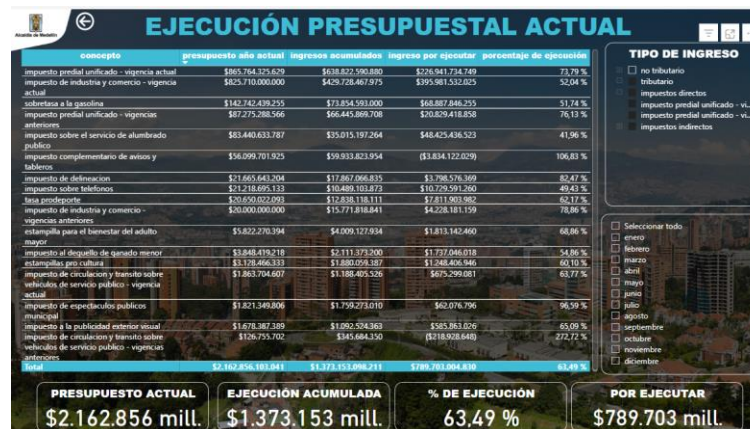 Alcaldía de Medellín
EJECUCIÓN PRESUPUESTAL ACTUAL
concepto presupuesto año actual ingresos acumulados ingreso por ejecutar porcentaje de ejecución
impuesto predial unificado - vigencia actual $865.764.325.629 $638.822.590.880 $226.941.734.749 73,79 %
impuesto de industria y comercio - vigencia
actual $825.710.000.000 $429.728.467.975 $395.981.532.025 52,04 %
sobretasa a la gasolina $142.742.439.255 $73.854.593.000 $68.887.846.255 51,74 %
impuesto predial unificado - vigencias
anteriores $87.275.288.566 $66.445.869.708 $20.829.418.858 76,13 %
impuesto sobre el servicio de alumbrado
publico $83.440.633.787 $35.015.197.264 $48.425.436.523 41,96 %
impuesto complementario de avisos y
tableros $56.099.701.925 $59.933.823.954 ($3.834.122.029) 106,83 %
impuesto de delineacion $21.665.643.204 $17.867.066.835 $3.798.576.369 82,47 %
impuesto sobre telefonos $21.218.695.133 $10.489.103.873 $10.729.591.260 49,43 %
tasa prodeporte $20.650.022.093 $12.838.118.111 $7.811.903.982 62,17 %
impuesto de industria y comercio -
vigencias anteriores $20.000.000.000 $15.771.818.841 $4.228.181.159 78,86 %
estampilla para el bienestar del adulto
mayor $5.822.270.394 $4.009.127.934 $1.813.142.460 68,86 %
impuesto al deguello de ganado menor $3.848.419.218 $2.111.373.200 $1.737.046.018 54,86 %
estampillas pro cultura $3.128.466.333 $1.880.059.387 $1.248.406.946 60,10 %
impuesto de circulacion y transito sobre
vehiculos de servicio publico - vigencia
actual $1.863.704.607 $1.188.405.526 $675.299.081 63,77 %
impuesto de espectaculos publicos
municipal $1.821.349.806 $1.759.273.010 $62.076.796 96,59 %
impuesto a la publicidad exterior visual $1.678.387.389 $1.092.524.363 $585.863.026 65,09 %
impuesto de circulacion y transito sobre
vehiculos de servicio publico - vigencias
anteriores $126.755.702 $345.684.350 ($218.928.648) 272,72 %
Total $2.162.856.103.041 $1.373.153.098.211 $789.703.004.830 63,49 %
TIPO DE INGRESO
no tributario
tributario
impuestos directos
impuesto predial unificado - vi...
impuesto predial unificado - v...
impuestos indirectos
Seleccionar todo
enero
febrero
marzo
abril
mayo
junio
julio
agosto
septiembre
octubre
noviembre
diciembre
PRESUPUESTO ACTUAL
$2.162.856 mill.
EJECUCIÓN ACUMULADA
$1.373.153 mill.
% DE EJECUCIÓN
63,49 %
POR EJECUTAR
$789.703 mill.